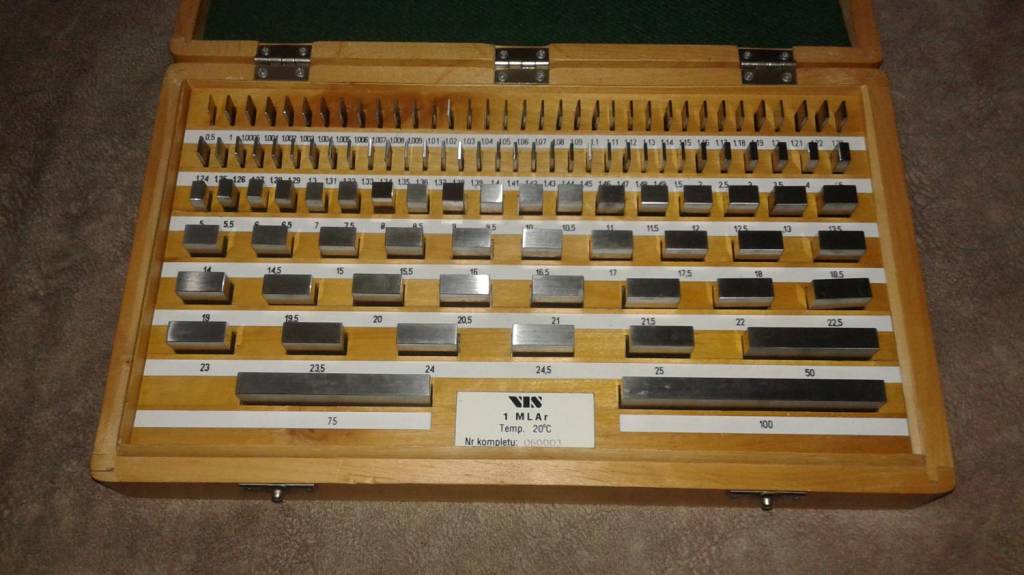 0,5 1 1.0005 1.001 1.002 1.003 1.004 1.005 1.006 1.007 1.008 1.009 1.01 1.02 1.03 1.04 1.05 1.06 1.07 1.08 1.09 1.1 1.11 1.12 1.13 1.14 1.15 1.16 1.17 1.18 1.19 1.2 1.21 1.22
1.24 1.25 1.26 1.27 1.28 1.29 1.3 1.31 1.32 1.33 1.34 1.35 1.36 1.37 1.38 1.39 1.4 1.41 1.42 1.43 1.44 1.45 1.46 1.47 1.48 1.49 1.5 2 2.5 3 3.5 4
5 5.5 6 6.5 7 7.5 8 8.5 9 9.5 10 10,5 11 11,5 12 12,5 13 13,5
14 14,5 15 15,5 16 16,5 17 17,5 18 18,5
19 19,5 20 20,5 21 21,5 22 22,5
23 23,5 24 24,5 25 50
75
VIS
1 MLAr
Temp. 20°C
Nr kompletu: 060003
100